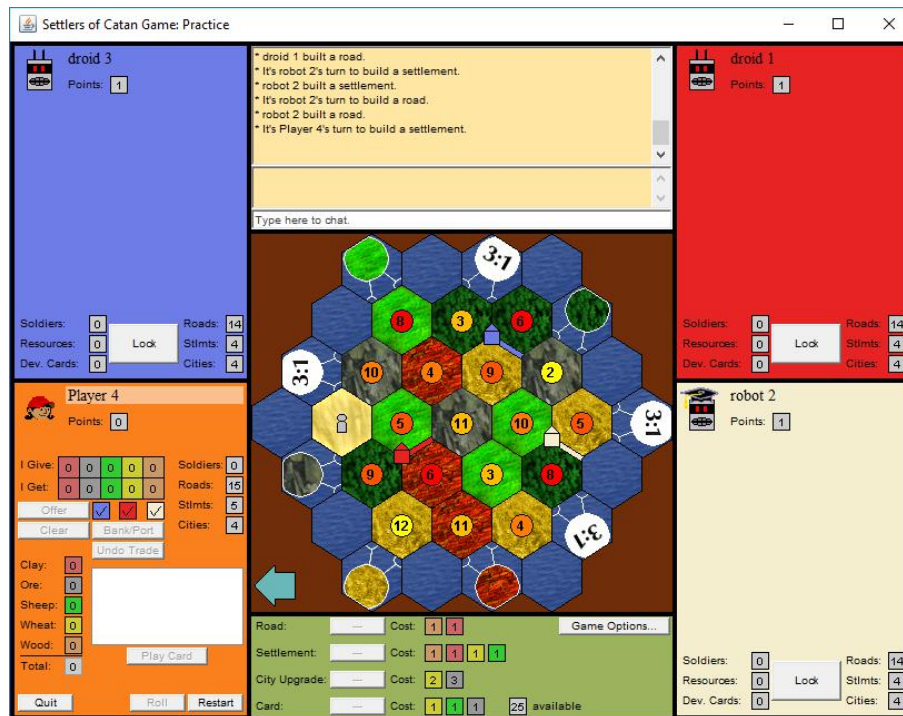 Settlers of Catan Game: Practice
droid 3
Points: 1
Soldiers: 0
Resources: 0
Dev. Cards: 0
Lock
Roads: 14
Stlmts: 4
Cities: 4
* droid 1 built a road.
* It's robot 2's turn to build a settlement.
* robot 2 built a settlement.
* It's robot 2's turn to build a road.
* robot 2 built a road.
* It's Player 4's turn to build a settlement.
Type here to chat.
droid 1
Points: 1
Soldiers: 0
Resources: 0
Dev. Cards: 0
Lock
Roads: 14
Stlmts: 4
Cities: 4
3:1
8 3 6
3:1 10 4 9 2
5 11 10 5 3:1
9 6 3 8
12 11 4 3:1
Player 4
Points: 0
I Give: 0 0 0 0 0
I Get: 0 0 0 0 0
Offer
Clear Bank/Port
Undo Trade
Soldiers: 0
Roads: 15
Stlmts: 5
Cities: 4
Clay: 0
Ore: 0
Sheep: 0
Wheat: 0
Wood: 0
Total: 0
Play Card
Quit Roll Restart
Road: --- Cost: 1 1 Game Options...
Settlement: --- Cost: 1 1 1 1
City Upgrade: --- Cost: 2 3
Card: --- Cost: 1 1 1 25 available
robot 2
Points: 1
Soldiers: 0
Resources: 0
Dev. Cards: 0
Lock
Roads: 14
Stlmts: 4
Cities: 4